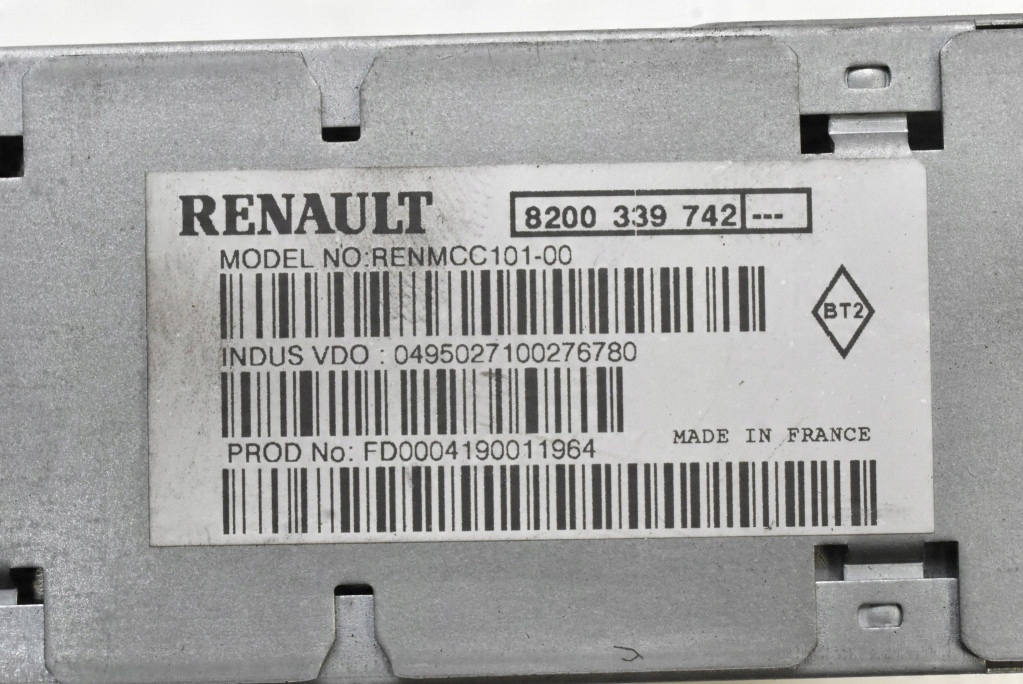 RENAULT 8200 339 742 ---
MODEL NO:RENMCC101-00
BT2
INDUS VDO : 0495027100276780
MADE IN FRANCE
PROD No: FD0004190011964